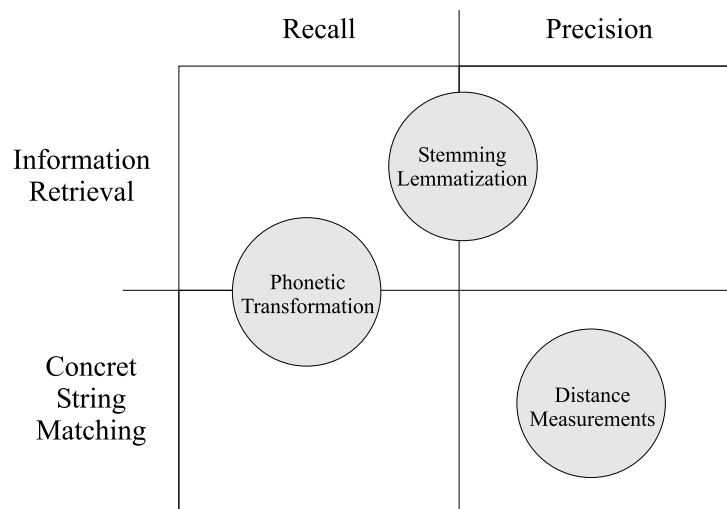 Recall
Precision
Information
Retrieval
Stemming
Lemmatization
Phonetic
Transformation
Concret
String
Matching
Distance
Measurements